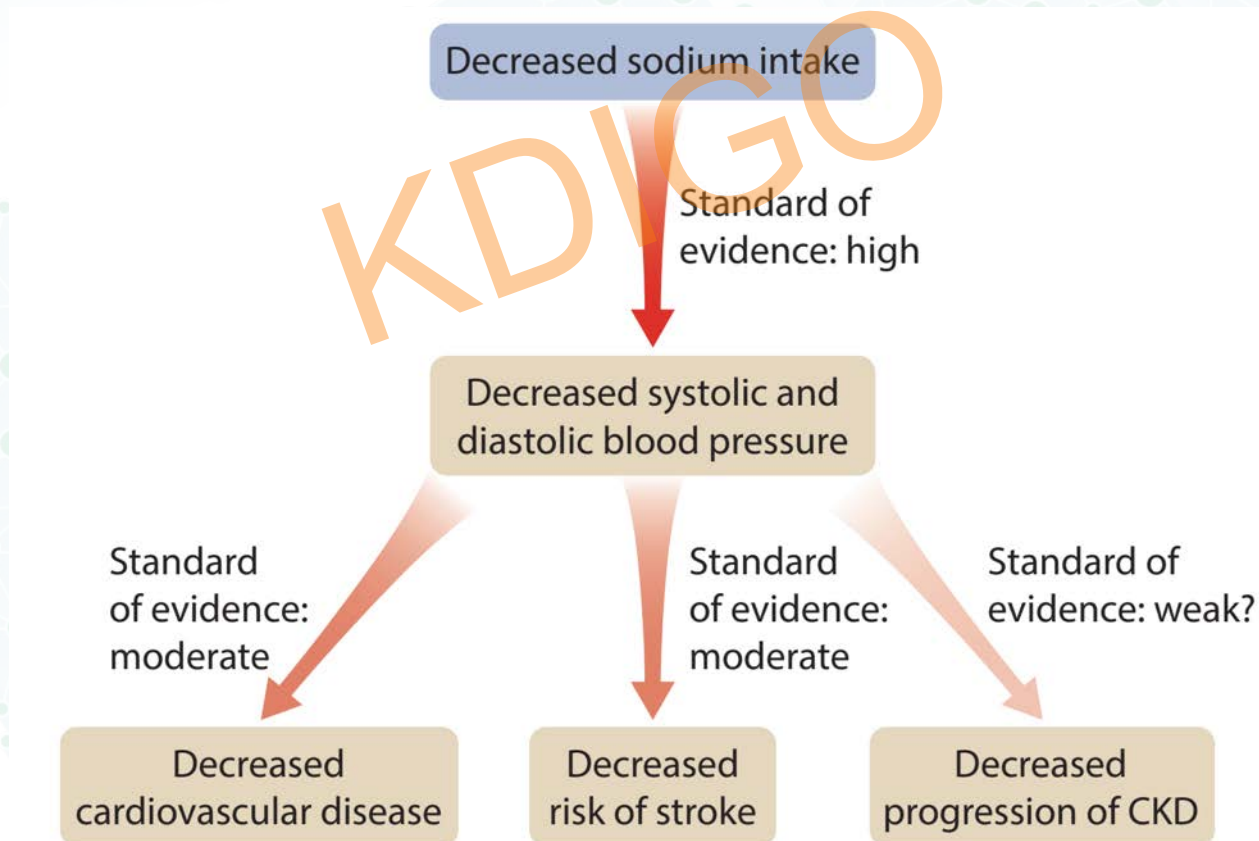 Decreased sodium intake
KDIGO
Standard of
evidence: high
Decreased systolic and
diastolic blood pressure
Standard
of evidence:
moderate
Standard
of evidence:
moderate
Standard of
evidence: weak?
Decreased
cardiovascular disease
Decreased
risk of stroke
Decreased
progression of CKD